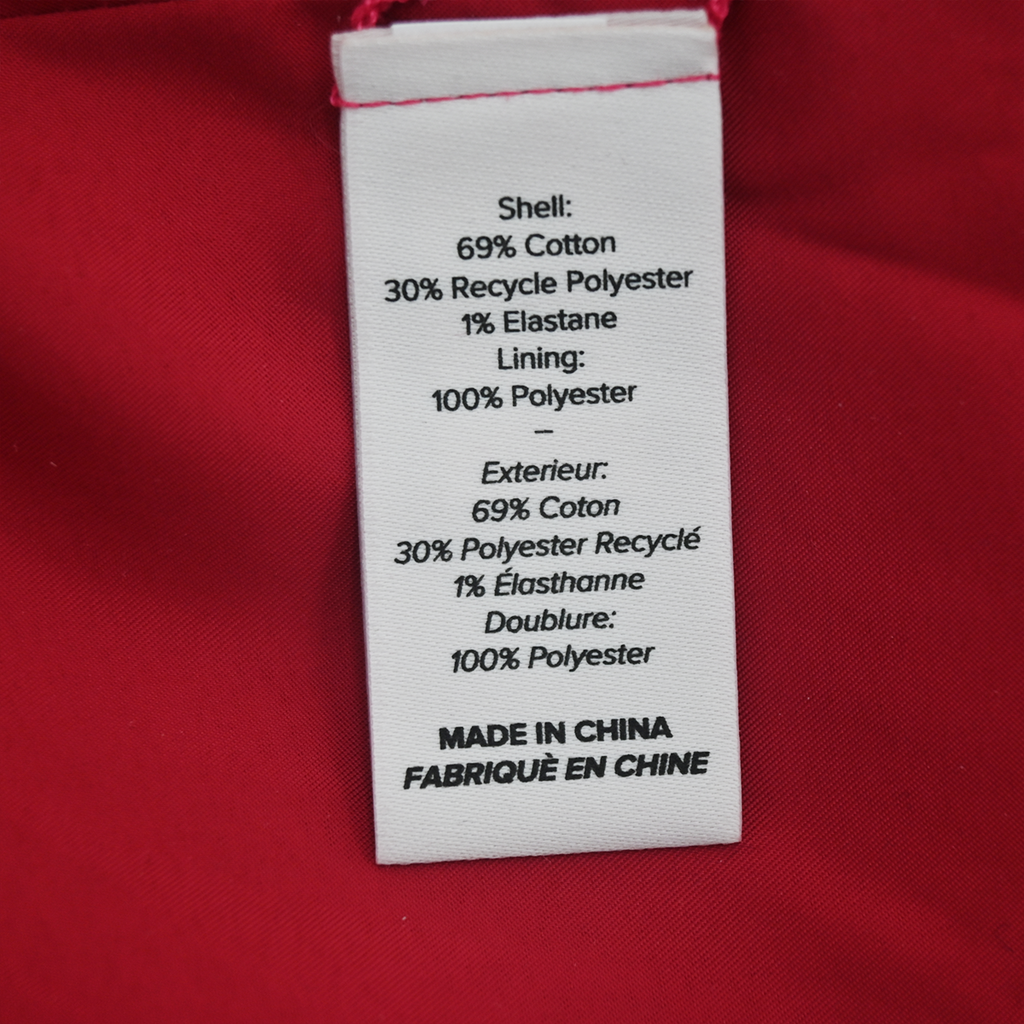 Shell:
69% Cotton
30% Recycle Polyester
1% Elastane
Lining:
100% Polyester
–
Exterieur:
69% Coton
30% Polyester Recyclé
1% Élasthanne
Doublure:
100% Polyester
MADE IN CHINA
FABRIQUÈ EN CHINE